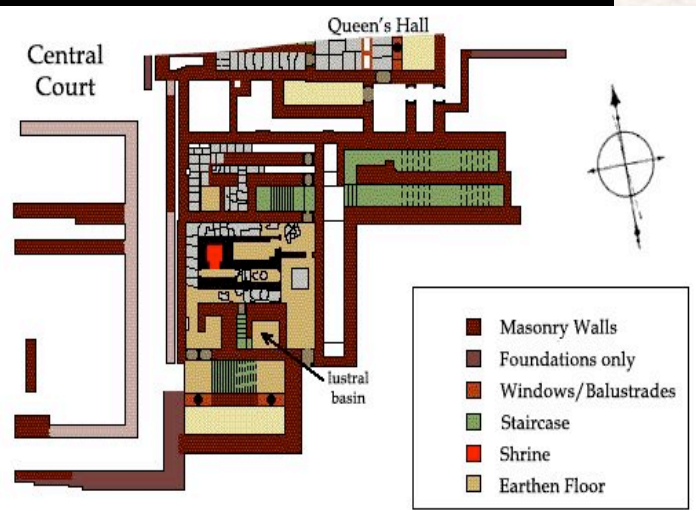 Queen's Hall
Central
Court
lustral
basin
Masonry Walls
Foundations only
Windows/Balustrades
Staircase
Shrine
Earthen Floor